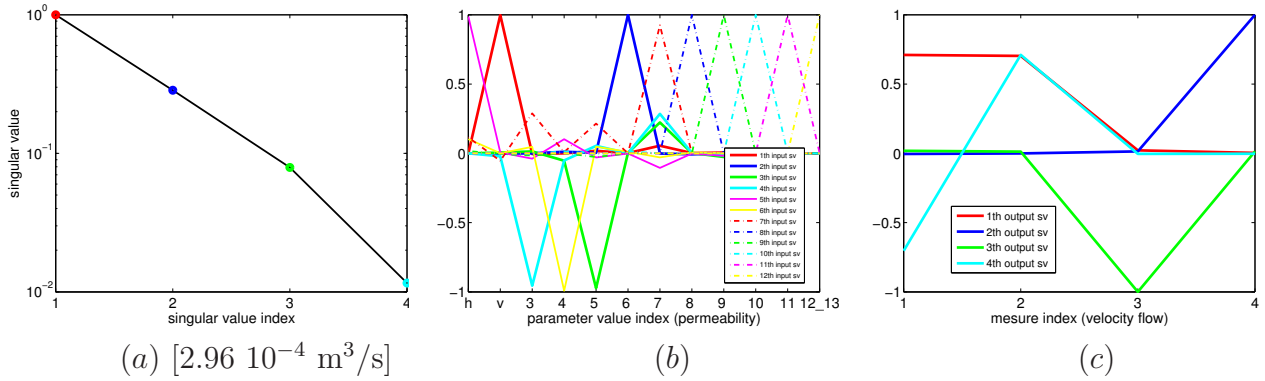 10⁰
10⁻¹
10⁻²
singular value
1 2 3 4
singular value index
(a) [2.96 10⁻⁴ m³/s]
1
0.5
0
−0.5
−1
1th input sv
2th input sv
3th input sv
4th input sv
5th input sv
6th input sv
7th input sv
8th input sv
9th input sv
10th input sv
11th input sv
12th input sv
h v 3 4 5 6 7 8 9 10 11 12_13
parameter value index (permeability)
(b)
1
0.5
0
−0.5
−1
1th output sv
2th output sv
3th output sv
4th output sv
1 2 3 4
mesure index (velocity flow)
(c)